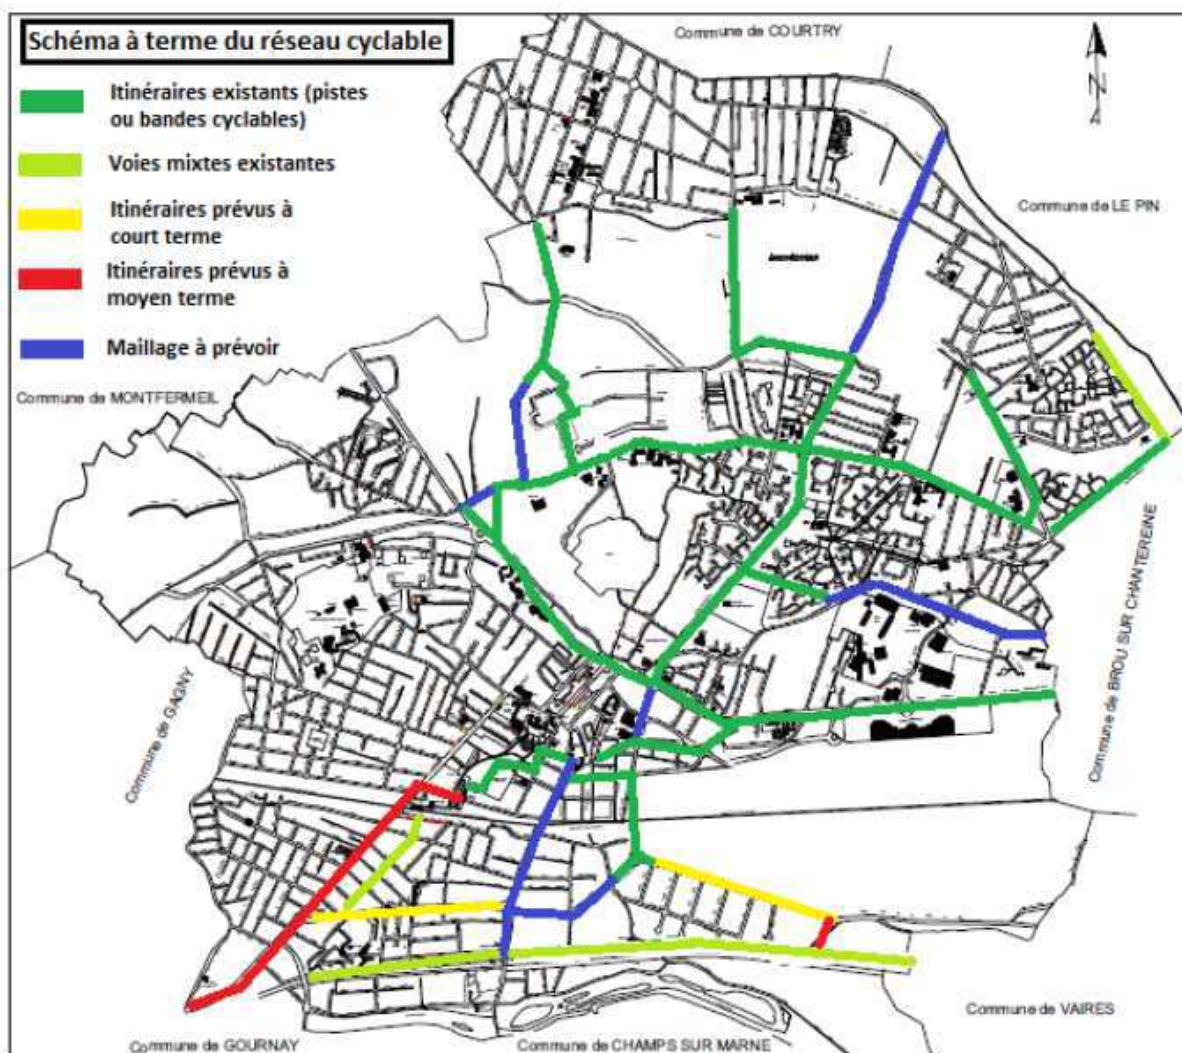 Schéma à terme du réseau cyclable
Itinéraires existants (pistes
ou bandes cyclables)
Voies mixtes existantes
Itinéraires prévus à
court terme
Itinéraires prévus à
moyen terme
Maillage à prévoir
Commune de COURTRY
N
Commune de LE PIN
Commune de MONTFERMEIL
Commune de BROU SUR CHANTEREINE
Commune de GAGNY
Commune de VAIRES
Commune de GOURNAY
Commune de CHAMPS SUR MARNE